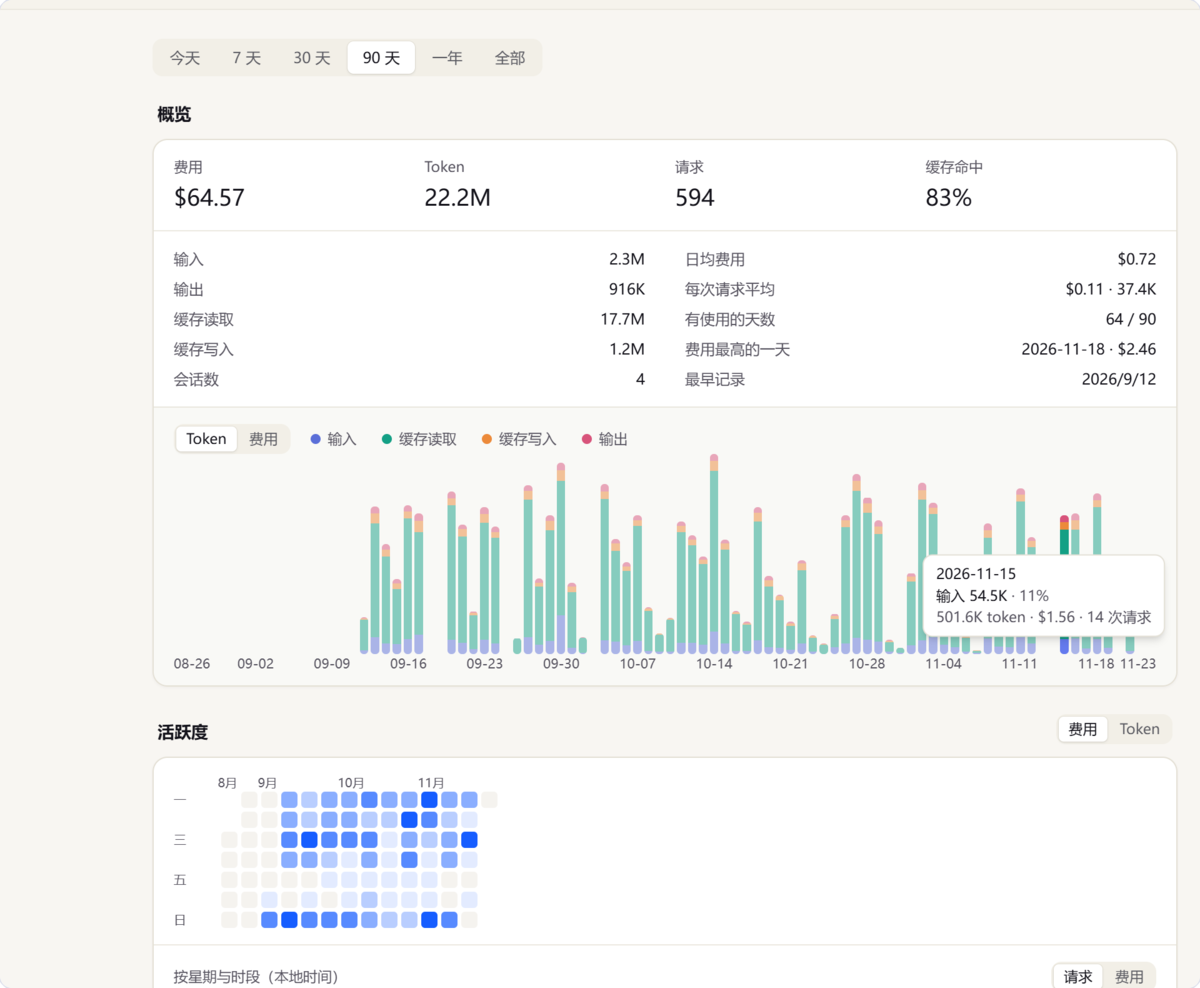 今天 7 天 30 天 90 天 一年 全部
概览
费用 Token 请求 缓存命中
$64.57 22.2M 594 83%
输入 2.3M 日均费用 $0.72
输出 916K 每次请求平均 $0.11 · 37.4K
缓存读取 17.7M 有使用的天数 64 / 90
缓存写入 1.2M 费用最高的一天 2026-11-18 · $2.46
会话数 4 最早记录 2026/9/12
Token 费用 输入 缓存读取 缓存写入 输出
2026-11-15
输入 54.5K · 11%
501.6K token · $1.56 · 14 次请求
08-26 09-02 09-09 09-16 09-23 09-30 10-07 10-14 10-21 10-28 11-04 11-11 11-18 11-23
活跃度 费用 Token
8月 9月 10月 11月
一
三
五
日
按星期与时段（本地时间） 请求 费用